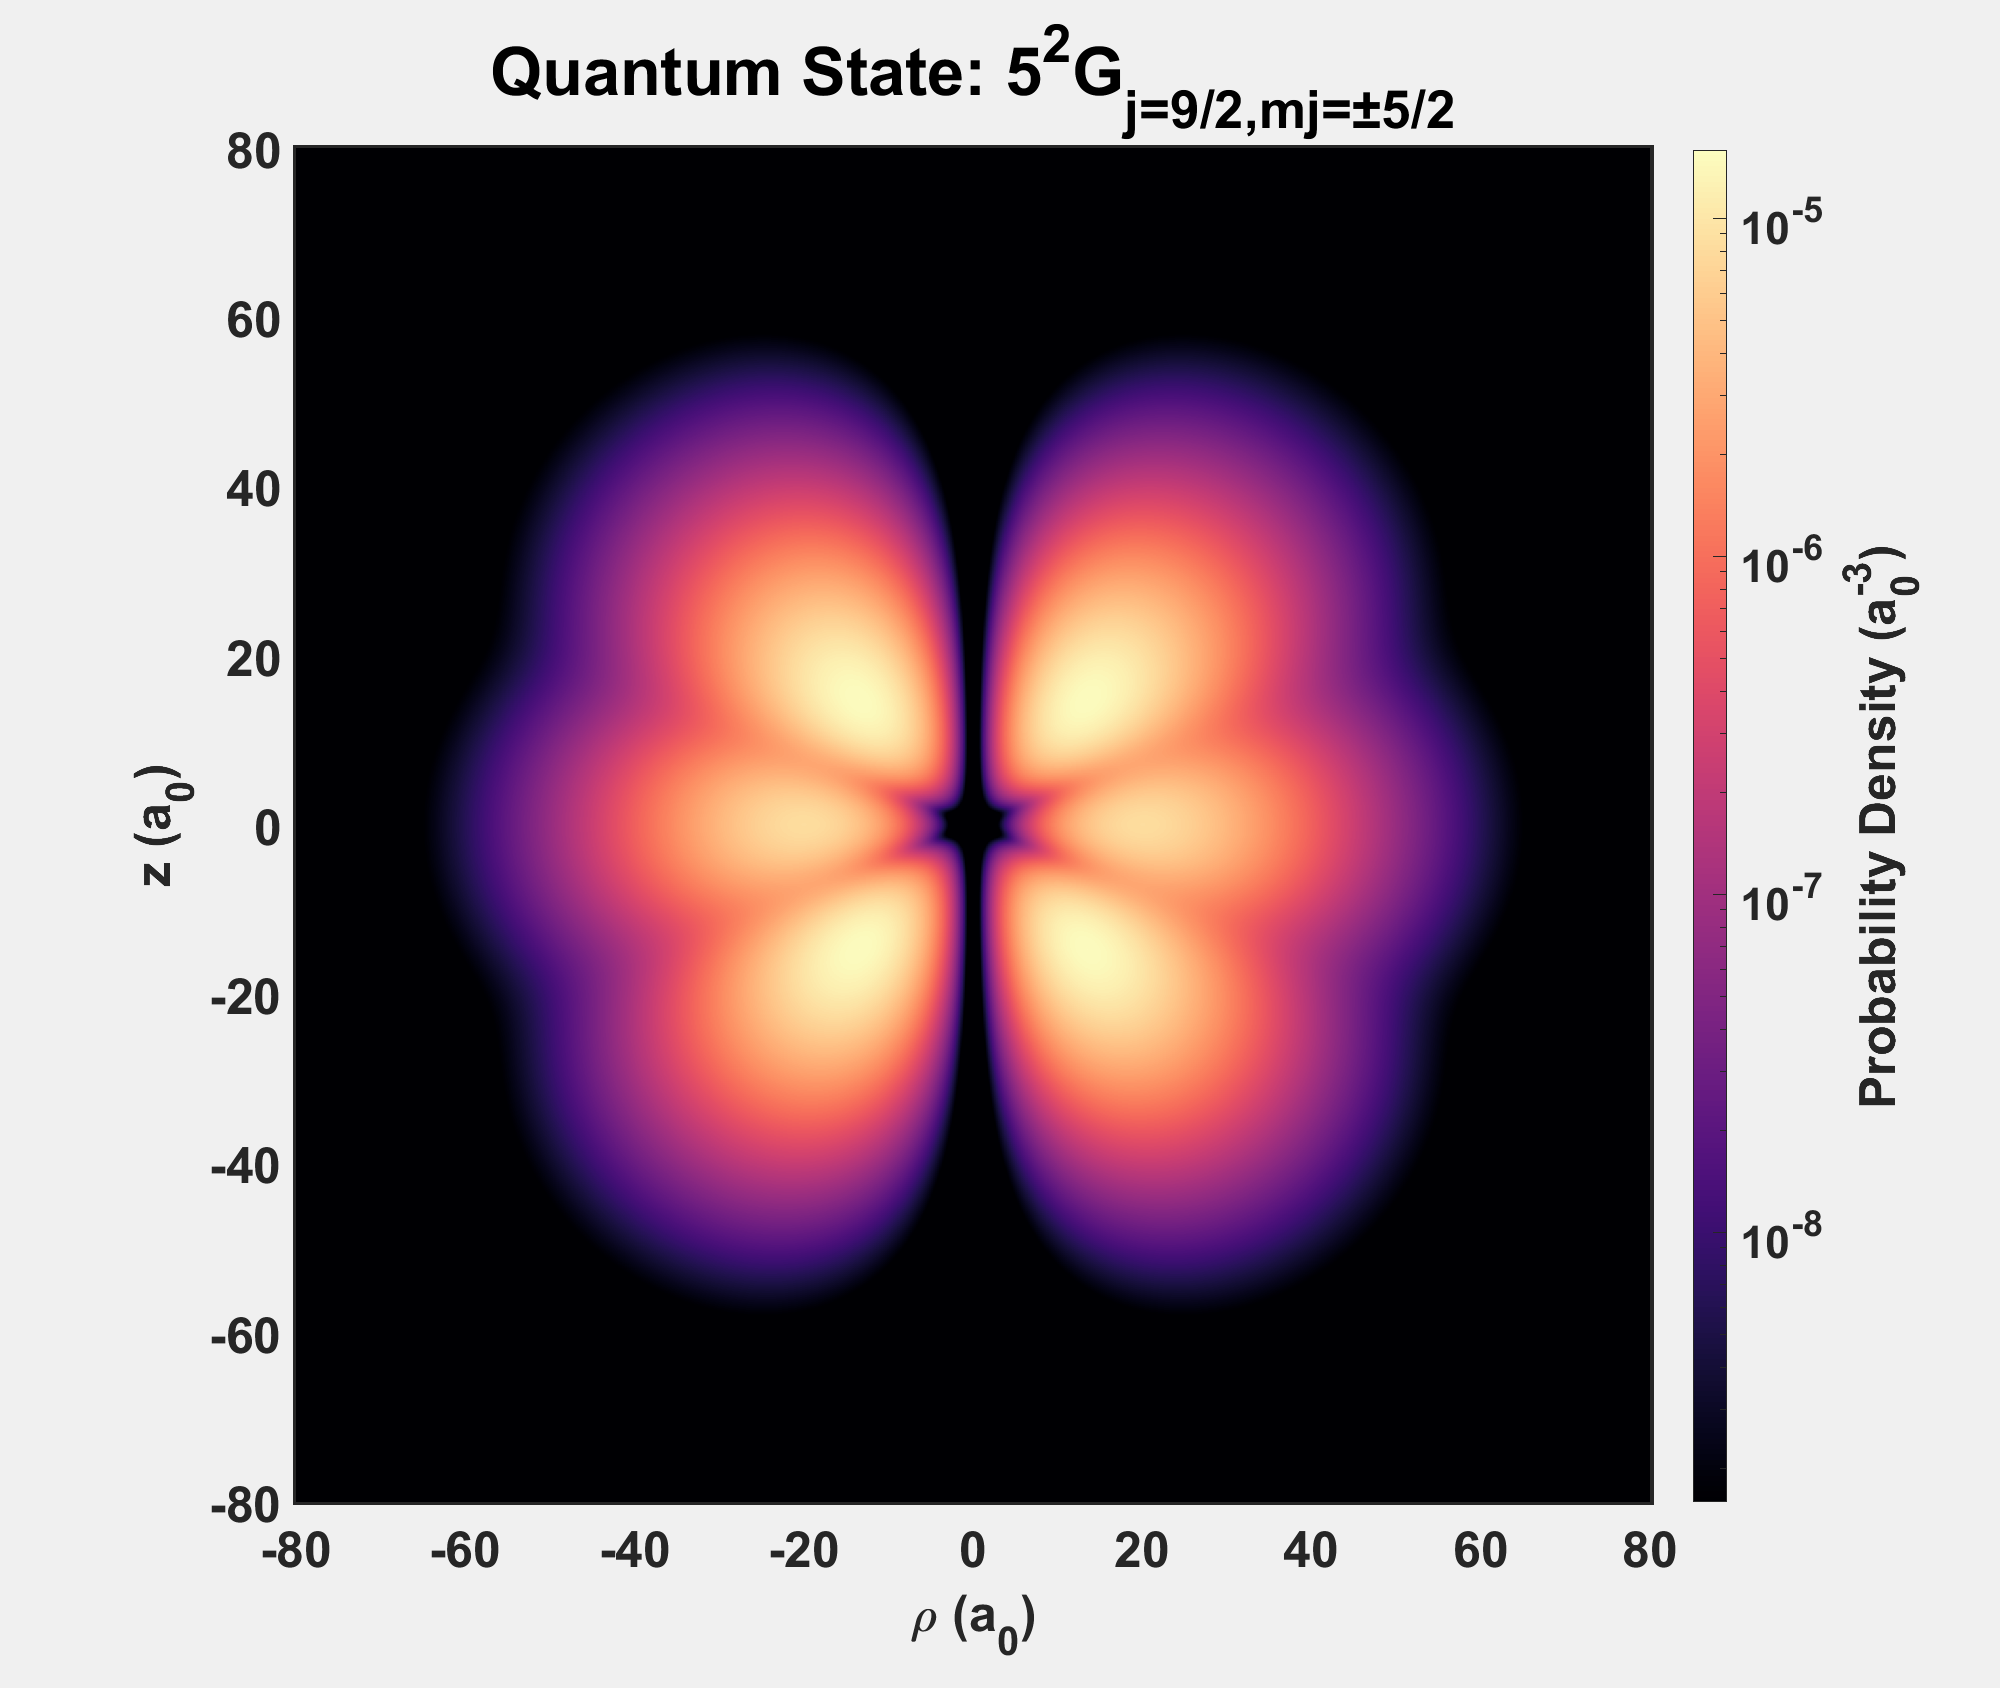 Quantum State: 5²G_j=9/2,mj=±5/2
80
60
40
20
0
-20
-40
-60
-80
z (a₀)
-80 -60 -40 -20 0 20 40 60 80
ρ (a₀)
10⁻⁵
10⁻⁶
10⁻⁷
10⁻⁸
Probability Density (a₀⁻³)